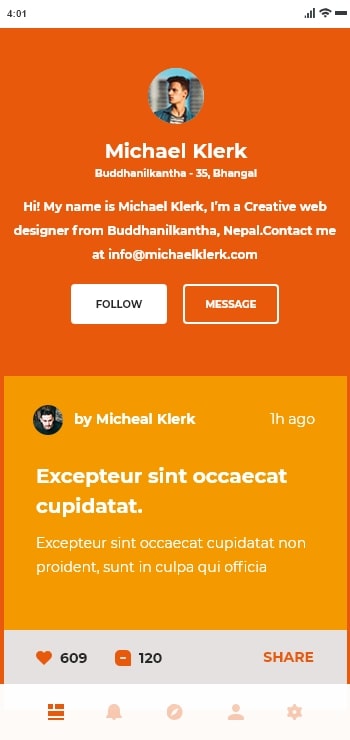 4:01
Michael Klerk
Buddhanilkantha - 35, Bhangal
Hi! My name is Michael Klerk, I'm a Creative web
designer from Buddhanilkantha, Nepal.Contact me
at info@michaelklerk.com
FOLLOW
MESSAGE
by Micheal Klerk
1h ago
Excepteur sint occaecat
cupidatat.
Excepteur sint occaecat cupidatat non
proident, sunt in culpa qui officia
609
120
SHARE